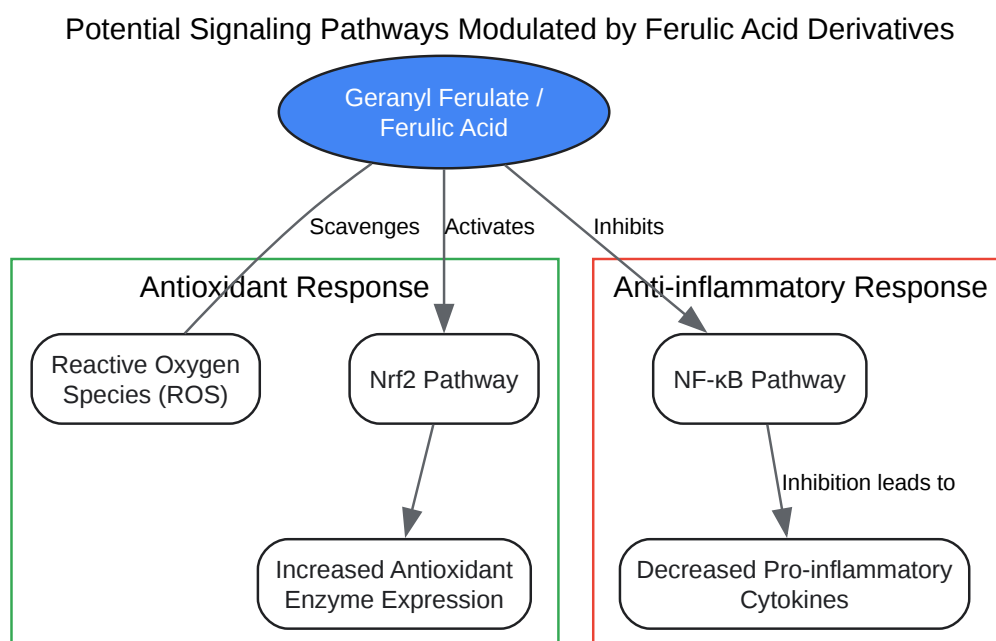 Potential Signaling Pathways Modulated by Ferulic Acid Derivatives
Geranyl Ferulate /
Ferulic Acid
Scavenges
Activates
Inhibits
Antioxidant Response
Anti-inflammatory Response
Reactive Oxygen
Species (ROS)
Nrf2 Pathway
NF-κB Pathway
Inhibition leads to
Increased Antioxidant
Enzyme Expression
Decreased Pro-inflammatory
Cytokines